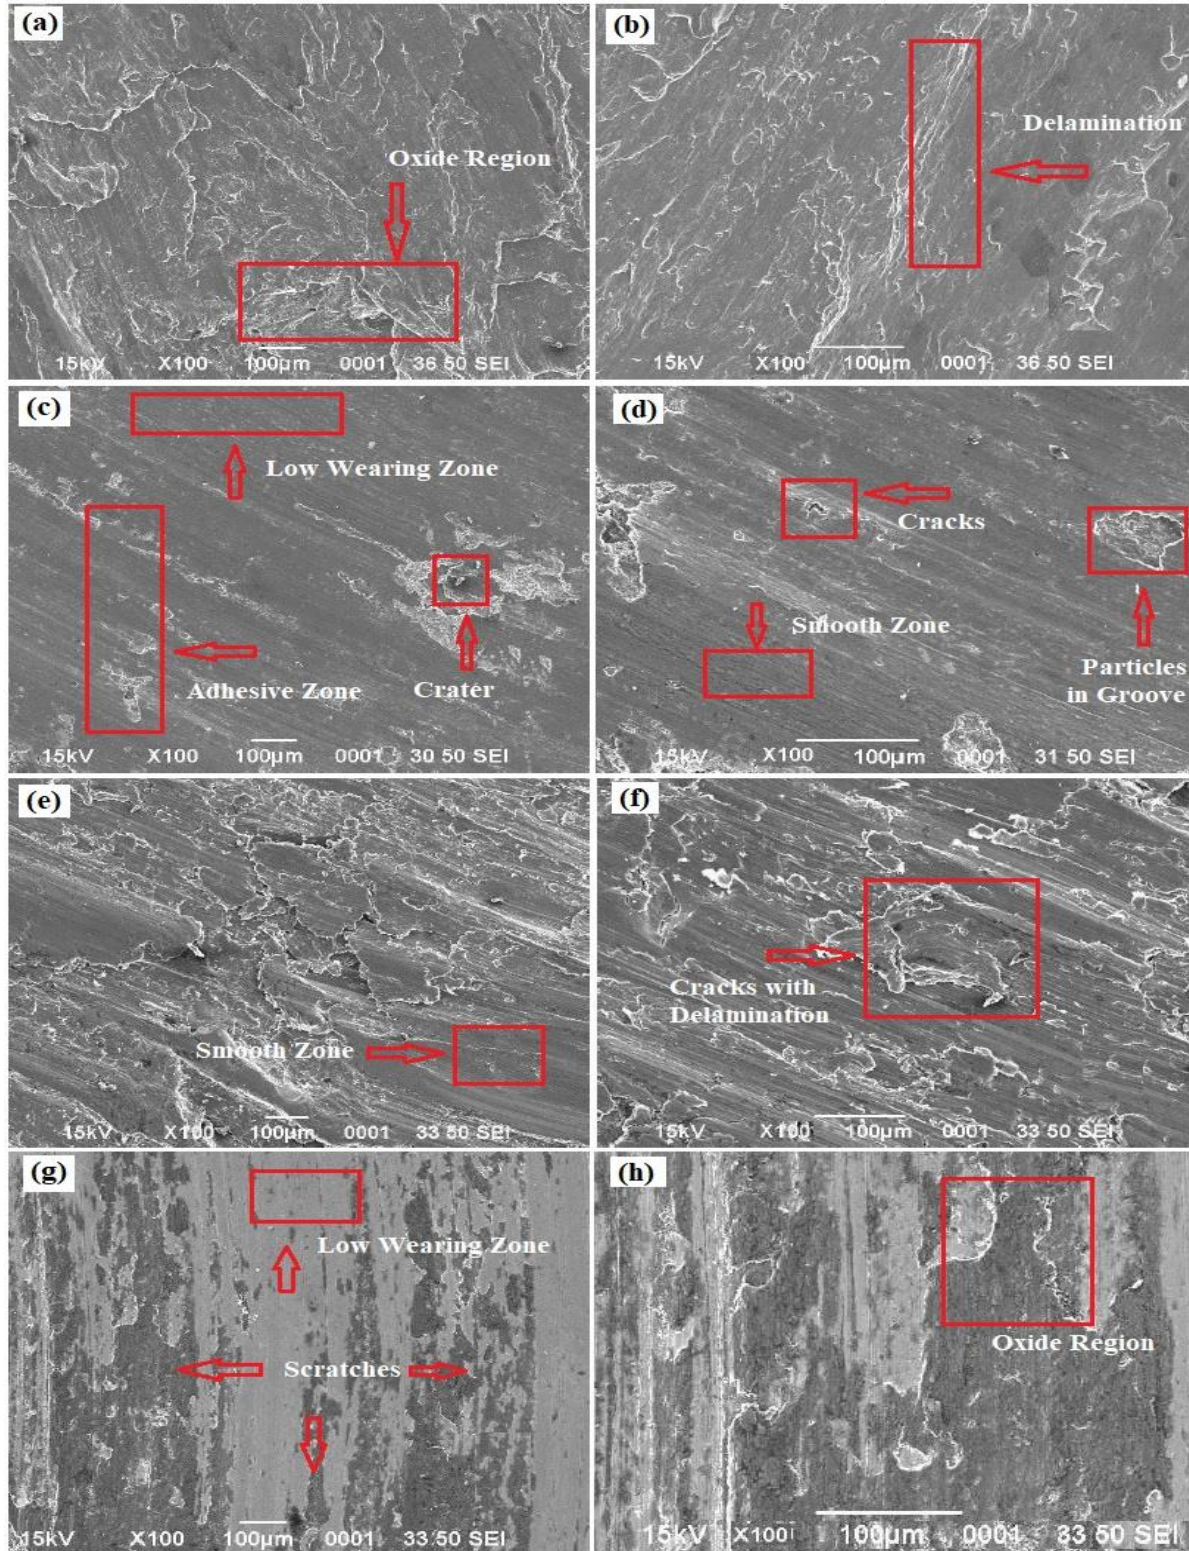 (a)
Oxide Region
15kV X100 100µm 0001 36 50 SEI
(b)
Delamination
15kV X100 100µm 0001 36 50 SEI
(c)
Low Wearing Zone
Adhesive Zone
Crater
15kV X100 100µm 0001 30 50 SEI
(d)
Cracks
Smooth Zone
Particles
in Groove
15kV X100 100µm 0001 31 50 SEI
(e)
Smooth Zone
15kV X100 100µm 0001 33 50 SEI
(f)
Cracks with
Delamination
15kV X100 100µm 0001 33 50 SEI
(g)
Low Wearing Zone
Scratches
15kV X100 100µm 0001 33 50 SEI
(h)
Oxide Region
15kV X100 100µm 0001 33 50 SEI